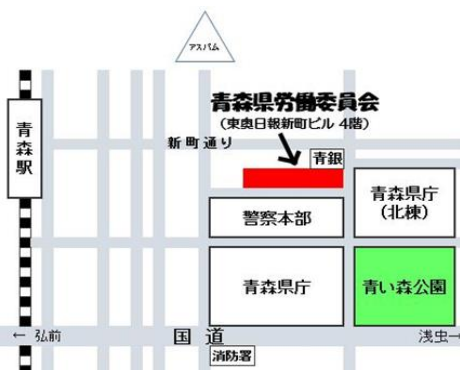 アスパム
青森県労働委員会
（東奥日報新町ビル 4階）
新町通り
青銀
青森駅
青森県庁
（北棟）
警察本部
青森県庁
青い森公園
← 弘前
国道
浅虫→
消防署